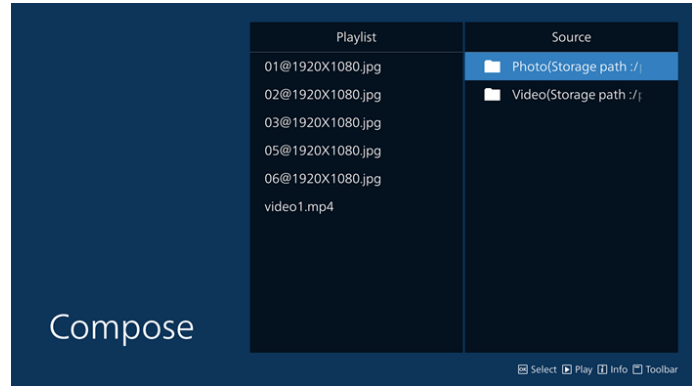 Playlist
Source
01@1920X1080.jpg
02@1920X1080.jpg
03@1920X1080.jpg
05@1920X1080.jpg
06@1920X1080.jpg
video1.mp4
Photo(Storage path :/
Video(Storage path :/
Compose
OK Select Play i Info Toolbar